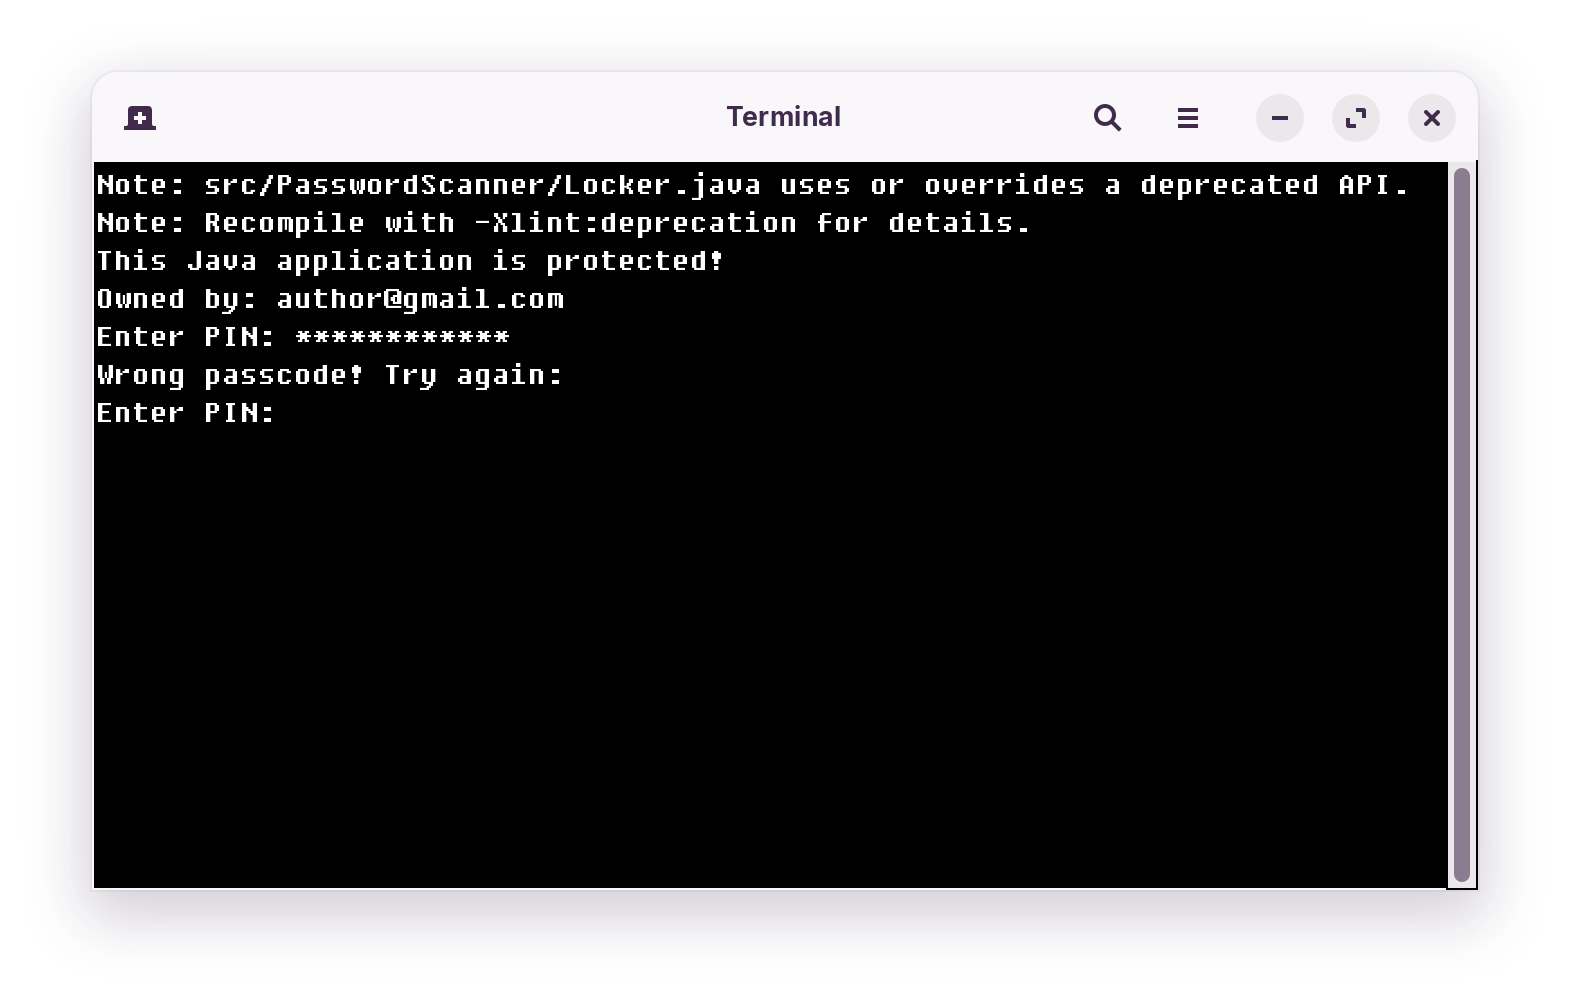 Terminal
Note: src/PasswordScanner/Locker.java uses or overrides a deprecated API.
Note: Recompile with -Xlint:deprecation for details.
This Java application is protected!
Owned by: author@gmail.com
Enter PIN: ************
Wrong passcode! Try again:
Enter PIN: